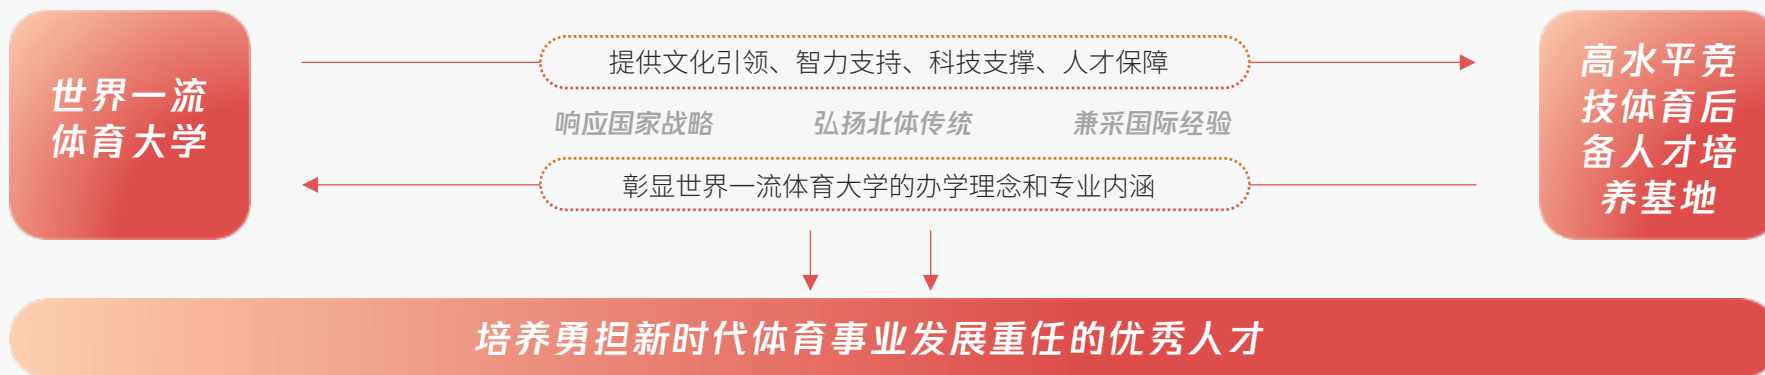 世界一流
体育大学
提供文化引领、智力支持、科技支撑、人才保障
响应国家战略 弘扬北体传统 兼采国际经验
彰显世界一流体育大学的办学理念和专业内涵
高水平竞
技体育后
备人才培
养基地
培养勇担新时代体育事业发展重任的优秀人才